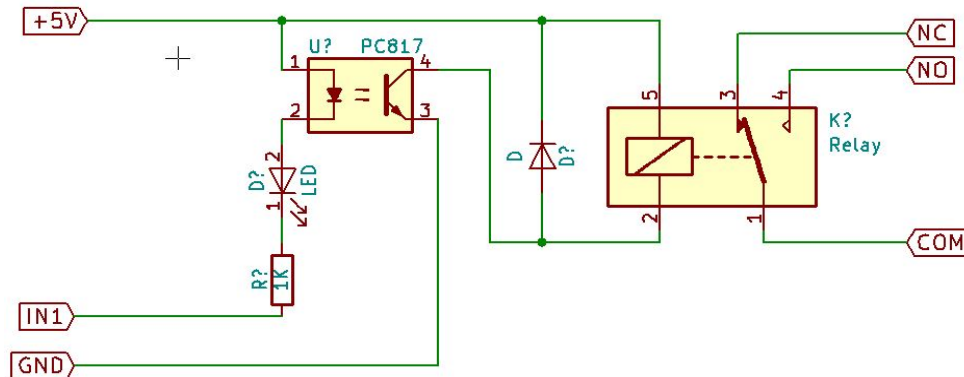 +5V
U? PC817
1
2
4
3
D?
LED
2
1
R?
1K
IN1
GND
D
D?
5
2
3
4
1
K?
Relay
NC
NO
COM